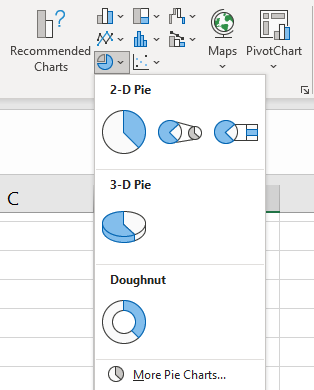 Recommended
Charts
Maps
PivotChart
2-D Pie
C
3-D Pie
Doughnut
More Pie Charts...